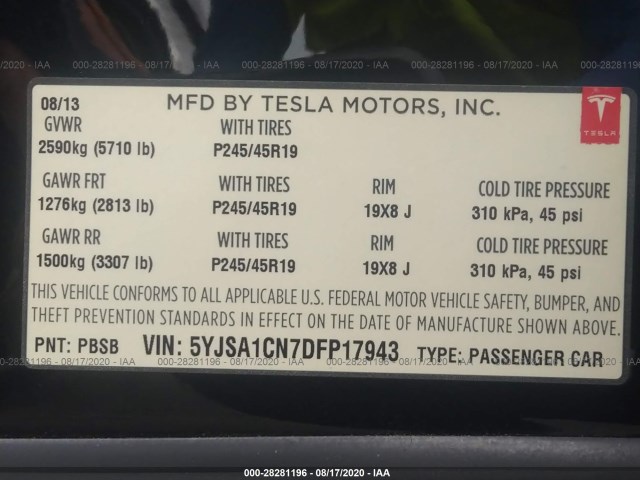 000-28281196 - 08/17/2020 - IAA 000-28281196 - 08/17/2020 - IAA
08/13 MFD BY TESLA MOTORS, INC.
TESLA
GVWR WITH TIRES
2590kg (5710 lb) P245/45R19
GAWR FRT WITH TIRES RIM COLD TIRE PRESSURE
1276kg (2813 lb) P245/45R19 19X8 J 310 kPa, 45 psi
GAWR RR WITH TIRES RIM COLD TIRE PRESSURE
1500kg (3307 lb) P245/45R19 19X8 J 310 kPa, 45 psi
THIS VEHICLE CONFORMS TO ALL APPLICABLE U.S. FEDERAL MOTOR VEHICLE SAFETY, BUMPER, AND
THEFT PREVENTION STANDARDS IN EFFECT ON THE DATE OF MANUFACTURE SHOWN ABOVE.
PNT: PBSB VIN: 5YJSA1CN7DFP17943 TYPE: PASSENGER CAR
000-28281196 - 08/17/2020 - IAA